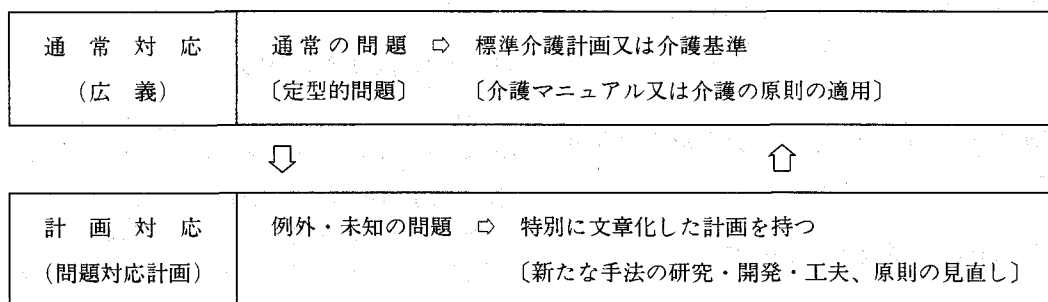 通常対応 通常の問題 ⇨ 標準介護計画又は介護基準
(広義) 〔定型的問題〕 〔介護マニュアル又は介護の原則の適用〕
⇩ ⇧
計画対応 例外・未知の問題 ⇨ 特別に文章化した計画を持つ
(問題対応計画) 〔新たな手法の研究・開発・工夫、原則の見直し〕